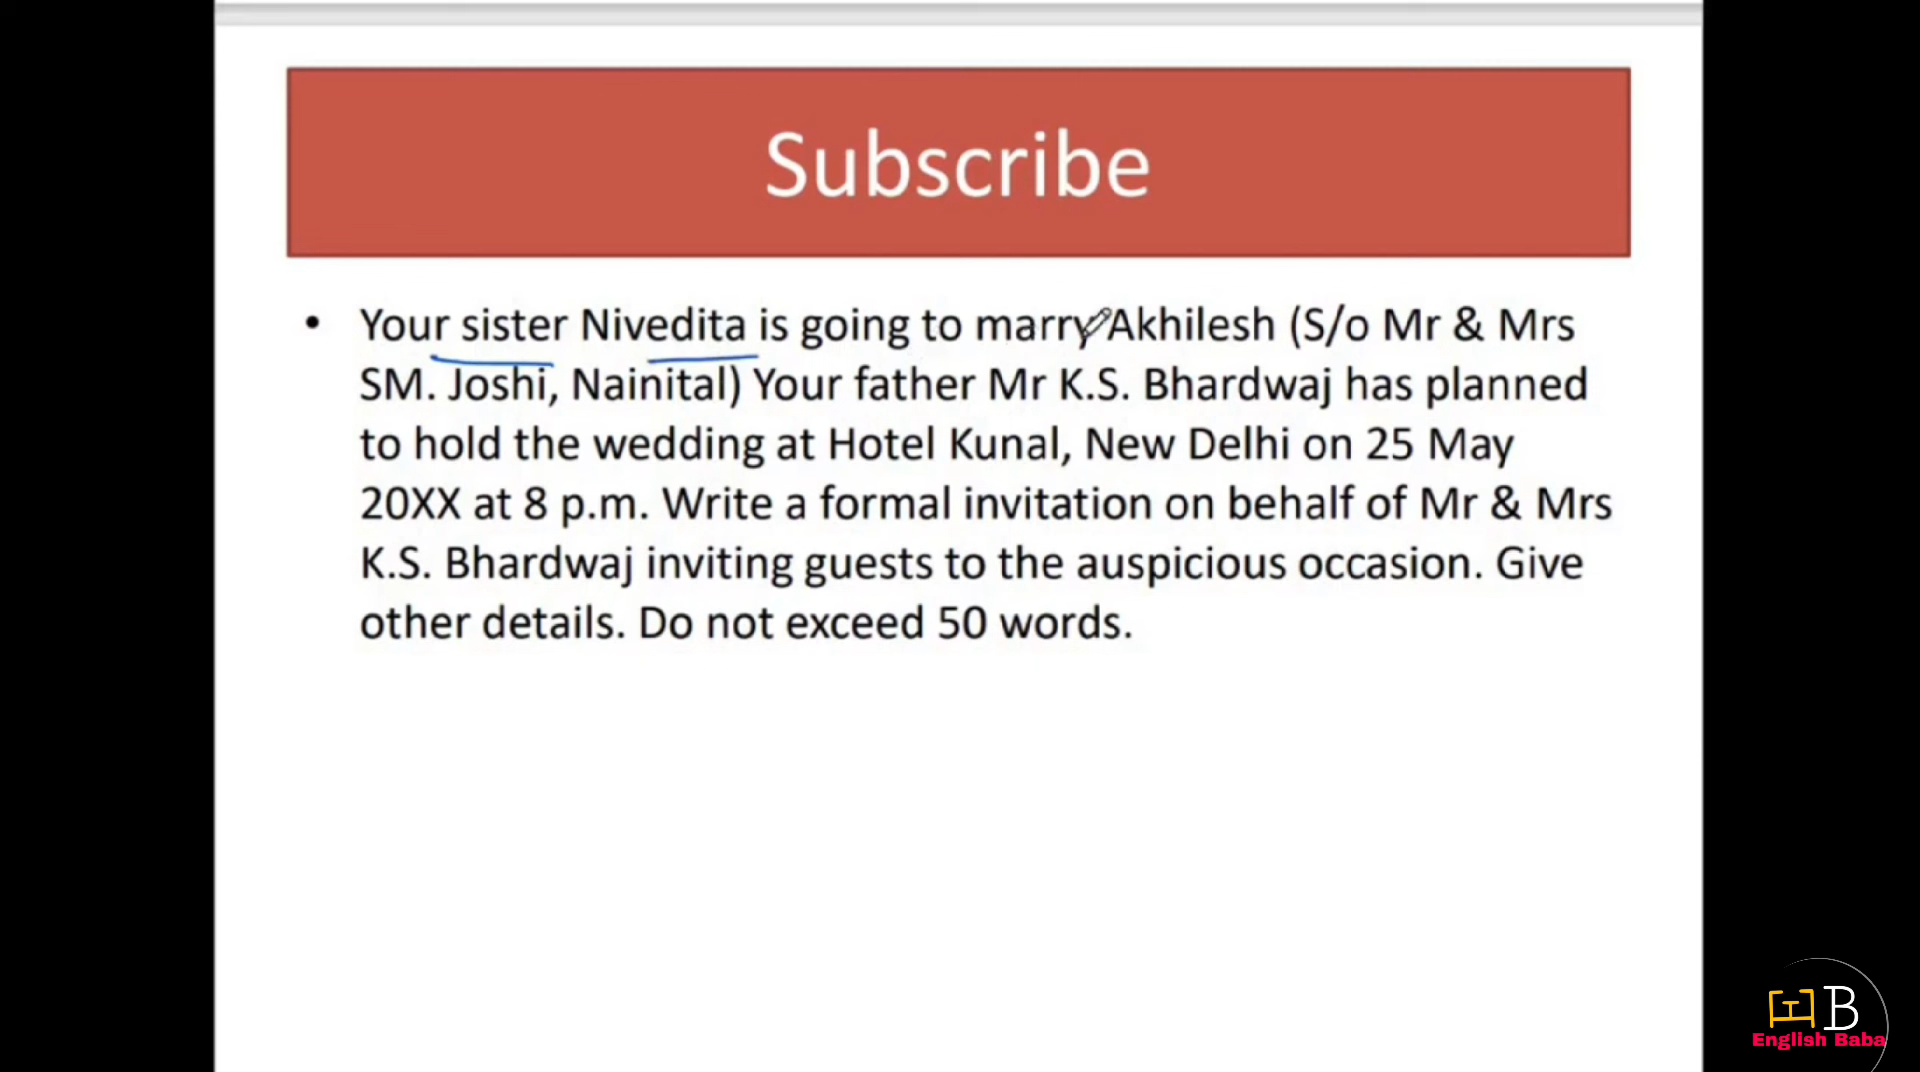 Subscribe
• Your sister Nivedita is going to marry Akhilesh (S/o Mr & Mrs
SM. Joshi, Nainital) Your father Mr K.S. Bhardwaj has planned
to hold the wedding at Hotel Kunal, New Delhi on 25 May
20XX at 8 p.m. Write a formal invitation on behalf of Mr & Mrs
K.S. Bhardwaj inviting guests to the auspicious occasion. Give
other details. Do not exceed 50 words.
EB
English Baba